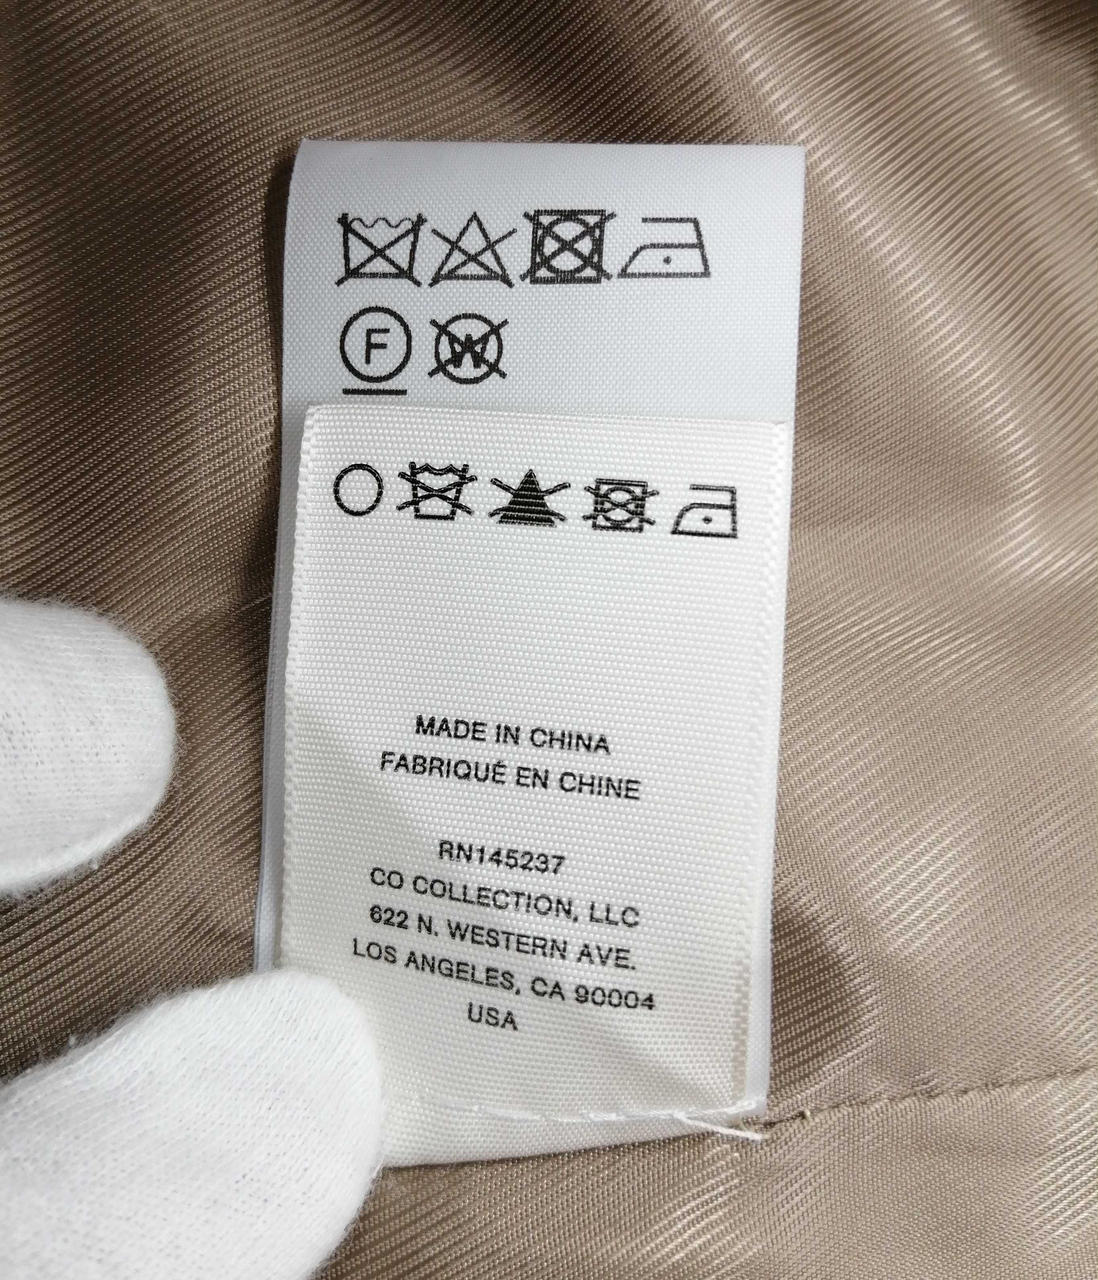 F
W
MADE IN CHINA
FABRIQUÉ EN CHINE
RN145237
CO COLLECTION, LLC
622 N. WESTERN AVE.
LOS ANGELES, CA 90004
USA